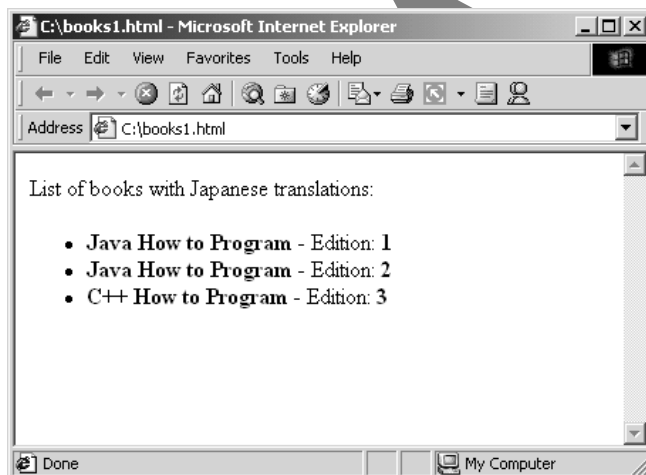 C:\books1.html - Microsoft Internet Explorer
File Edit View Favorites Tools Help
Address C:\books1.html
List of books with Japanese translations:
• Java How to Program - Edition: 1
• Java How to Program - Edition: 2
• C++ How to Program - Edition: 3
Done My Computer